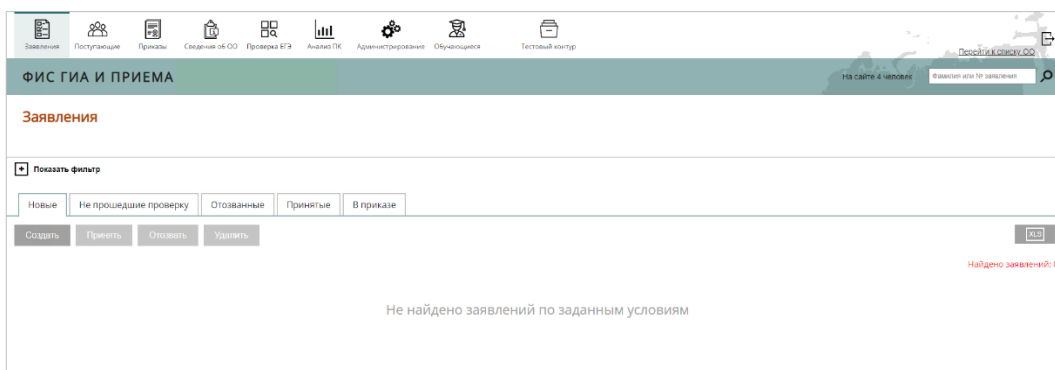 Заявления Поступающие Приказы Сведения об ОО Проверка ЕГЭ Анализ ПК Администрирование Обучающиеся Тестовый контур
Перейти к списку ОО
ФИС ГИА И ПРИЕМА На сайте 4 человек Фамилия или № заявления
Заявления
+ Показать фильтр
Новые Не прошедшие проверку Отозванные Принятые В приказе
Создать Принять Отозвать Удалить XLS
Найдено заявлений:
Не найдено заявлений по заданным условиям